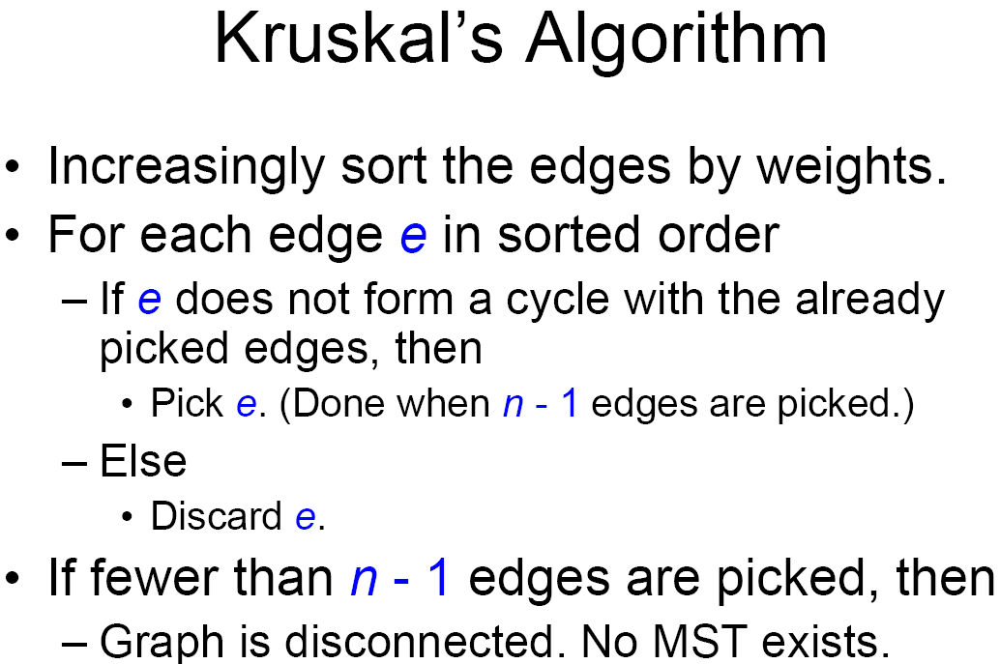 Kruskal’s Algorithm
• Increasingly sort the edges by weights.
• For each edge e in sorted order
– If e does not form a cycle with the already
picked edges, then
• Pick e. (Done when n - 1 edges are picked.)
– Else
• Discard e.
• If fewer than n - 1 edges are picked, then
– Graph is disconnected. No MST exists.